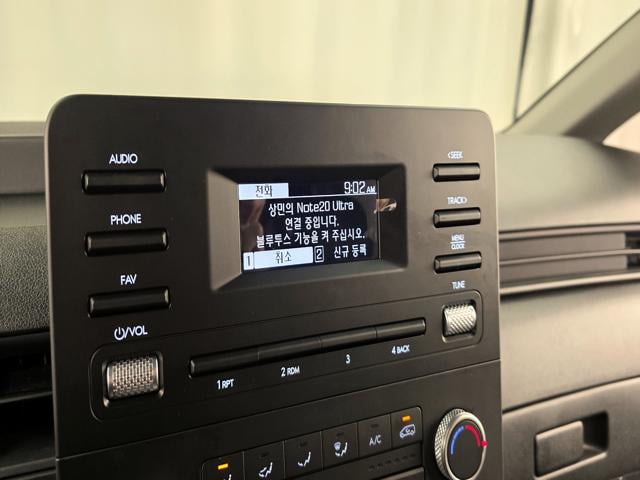 AUDIO
PHONE
FAV
⏻/VOL
전화 9:02 AM
상민의 Note20 Ultra
연결 중입니다.
블루투스 기능을 켜 주십시오.
1 취소 2 신규 등록
<SEEK
TRACK>
MENU
CLOCK
TUNE
1 RPT
2 RDM
3
4 BACK
A/C